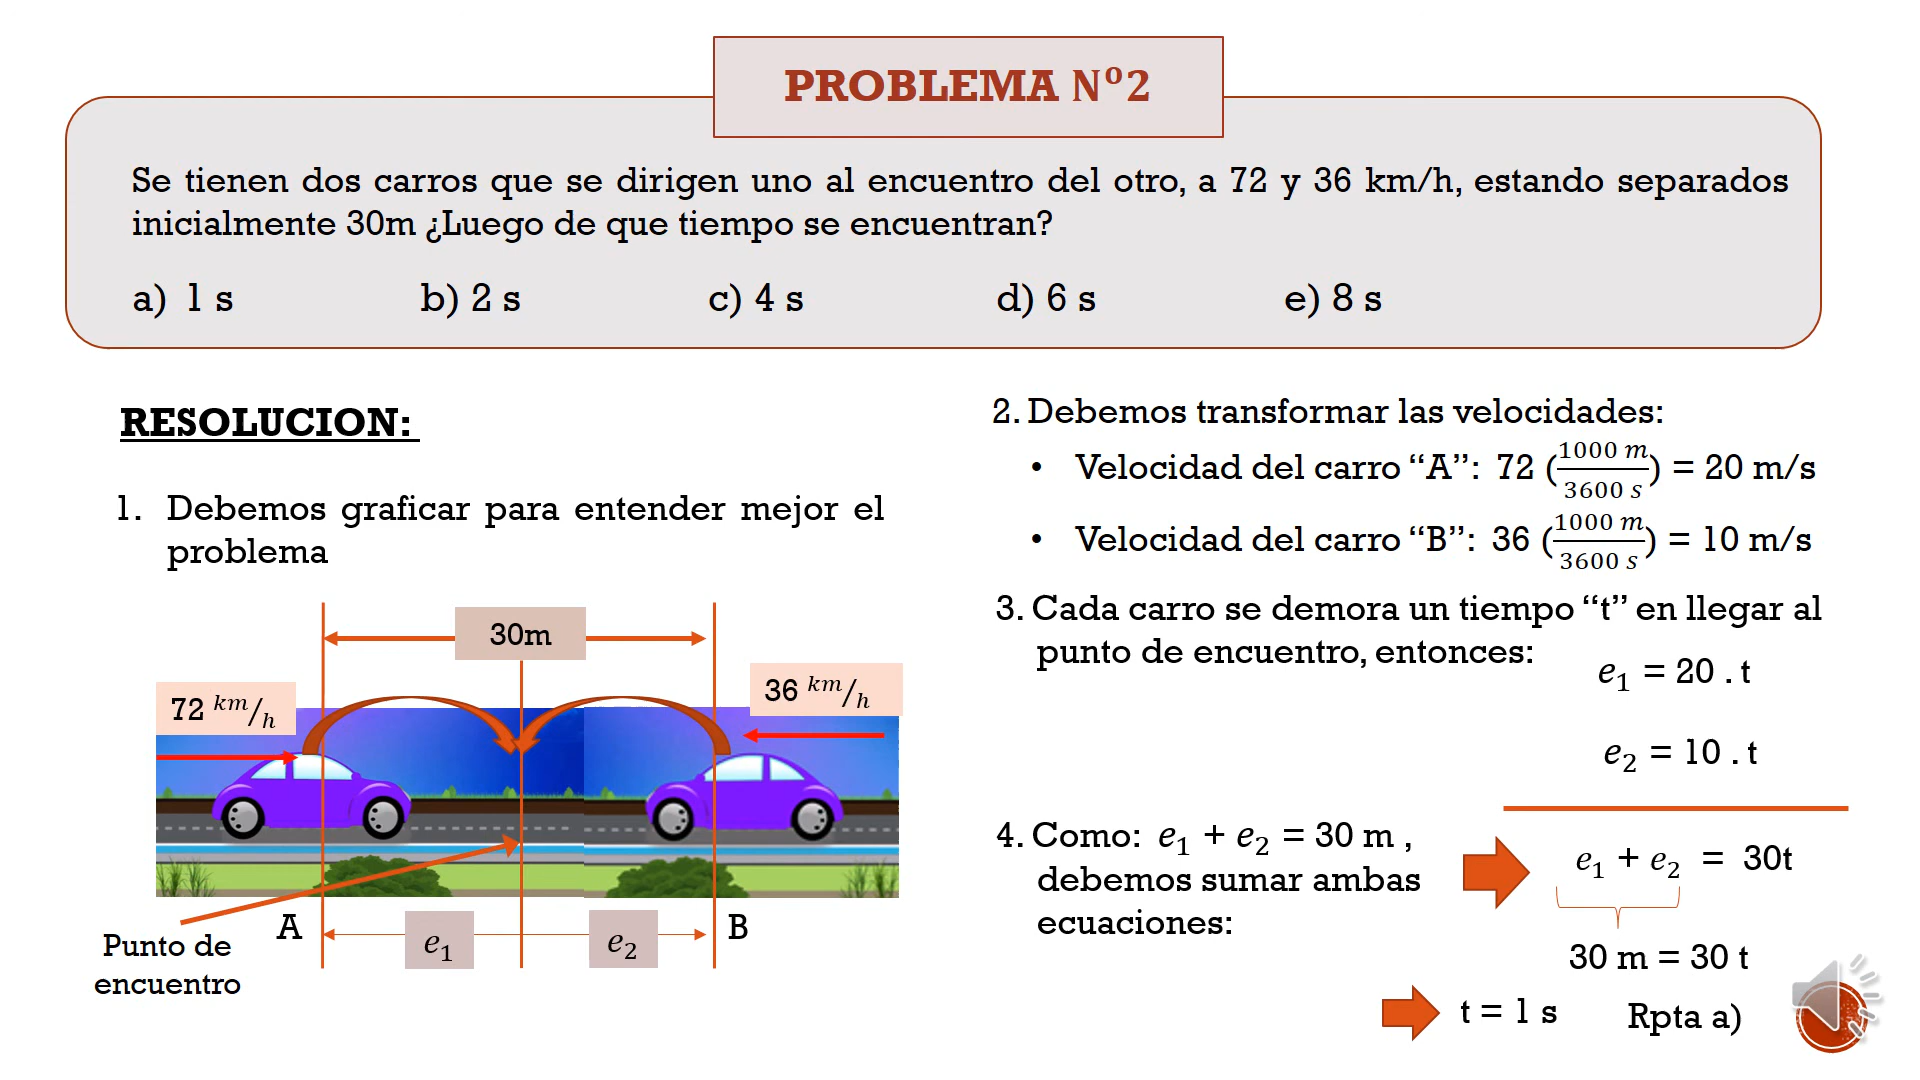 PROBLEMA Nº2
Se tienen dos carros que se dirigen uno al encuentro del otro, a 72 y 36 km/h, estando separados
inicialmente 30m ¿Luego de que tiempo se encuentran?
a) 1 s b) 2 s c) 4 s d) 6 s e) 8 s
RESOLUCION:
1. Debemos graficar para entender mejor el
problema
30m
72 km/h
36 km/h
A
e₁
e₂
B
Punto de
encuentro
2. Debemos transformar las velocidades:
• Velocidad del carro “A”: 72 (1000 m/3600 s) = 20 m/s
• Velocidad del carro “B”: 36 (1000 m/3600 s) = 10 m/s
3. Cada carro se demora un tiempo “t” en llegar al
punto de encuentro, entonces:
e₁ = 20 . t
e₂ = 10 . t
4. Como: e₁ + e₂ = 30 m ,
debemos sumar ambas
ecuaciones:
e₁ + e₂ = 30t
30 m = 30 t
t = 1 s Rpta a)